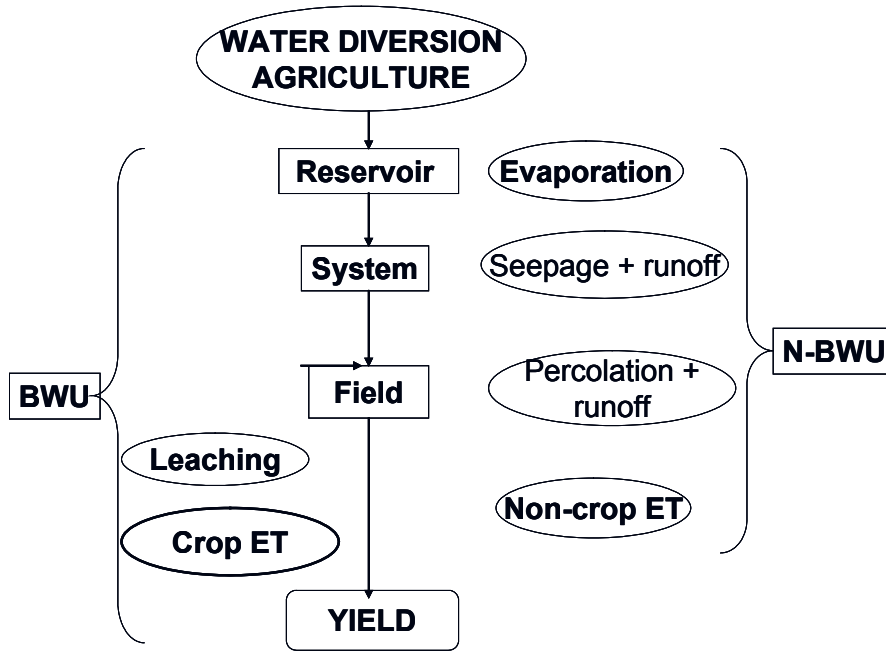 WATER DIVERSION
AGRICULTURE
Reservoir
Evaporation
System
Seepage + runoff
N-BWU
Field
Percolation +
runoff
BWU
Leaching
Non-crop ET
Crop ET
YIELD